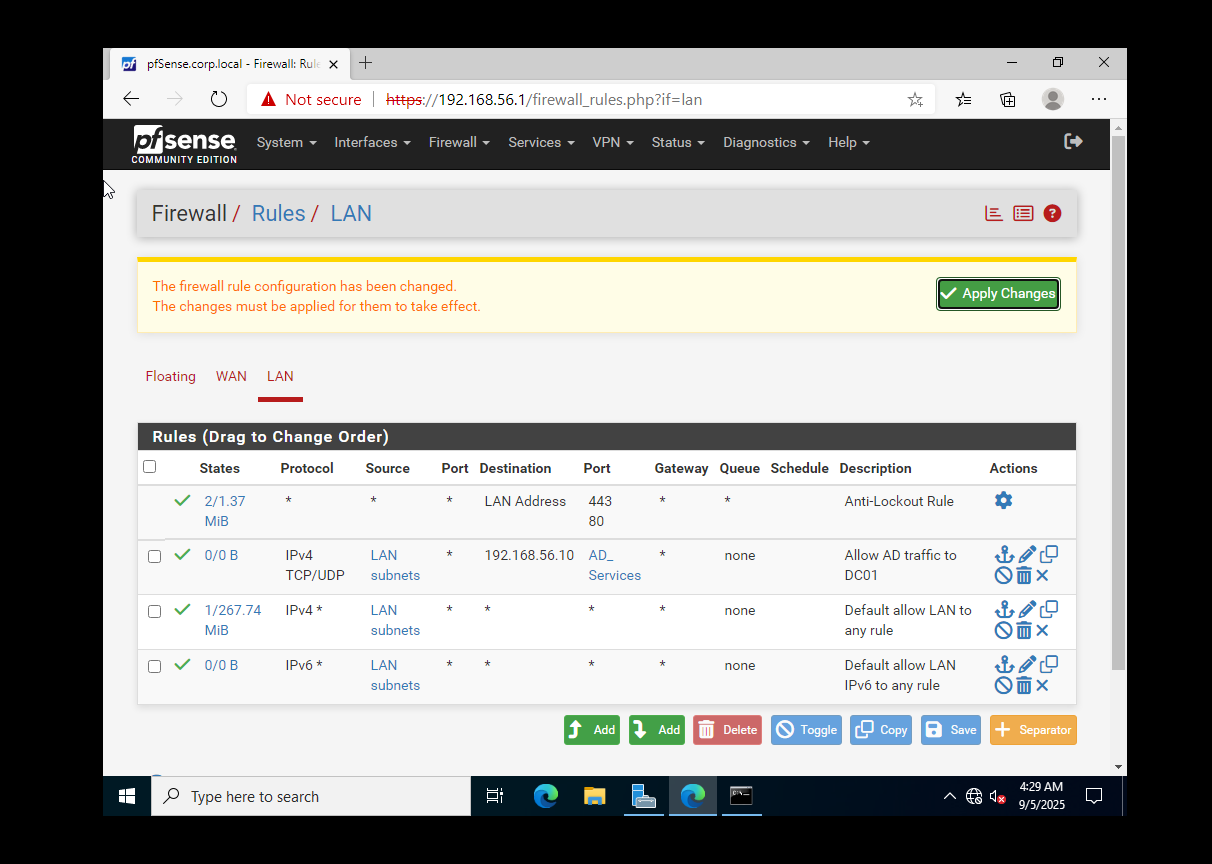 pfSense.corp.local - Firewall: Rule
Not secure
https://192.168.56.1/firewall_rules.php?if=lan
pfsense
COMMUNITY EDITION
System Interfaces Firewall Services VPN Status Diagnostics Help
Firewall / Rules / LAN
The firewall rule configuration has been changed.
The changes must be applied for them to take effect.
Apply Changes
Floating WAN LAN
Rules (Drag to Change Order)
States Protocol Source Port Destination Port Gateway Queue Schedule Description Actions
2/1.37 * * * LAN Address 443 * * Anti-Lockout Rule
MiB 80
0/0 B IPv4 LAN * 192.168.56.10 AD_ * none Allow AD traffic to
TCP/UDP subnets Services DC01
1/267.74 IPv4 * LAN * * * * none Default allow LAN to
MiB subnets any rule
0/0 B IPv6 * LAN * * * * none Default allow LAN
subnets IPv6 to any rule
Add Add Delete Toggle Copy Save Separator
Type here to search
4:29 AM
9/5/2025